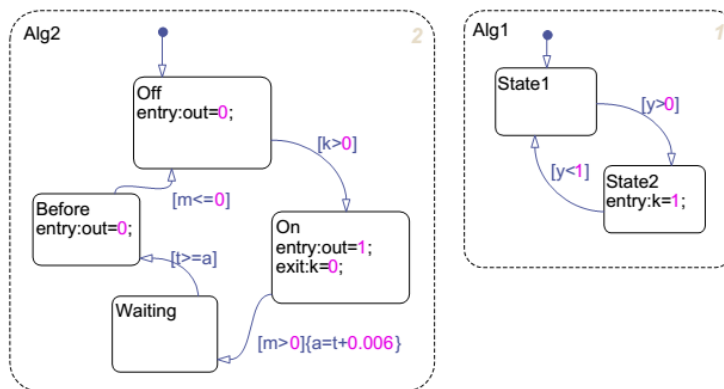 Alg2
2
Off
entry:out=0;
[k>0]
[m<=0]
Before
entry:out=0;
On
entry:out=1;
exit:k=0;
[t>=a]
Waiting
[m>0]{a=t+0.006}
Alg1
1
State1
[y>0]
[y<1]
State2
entry:k=1;